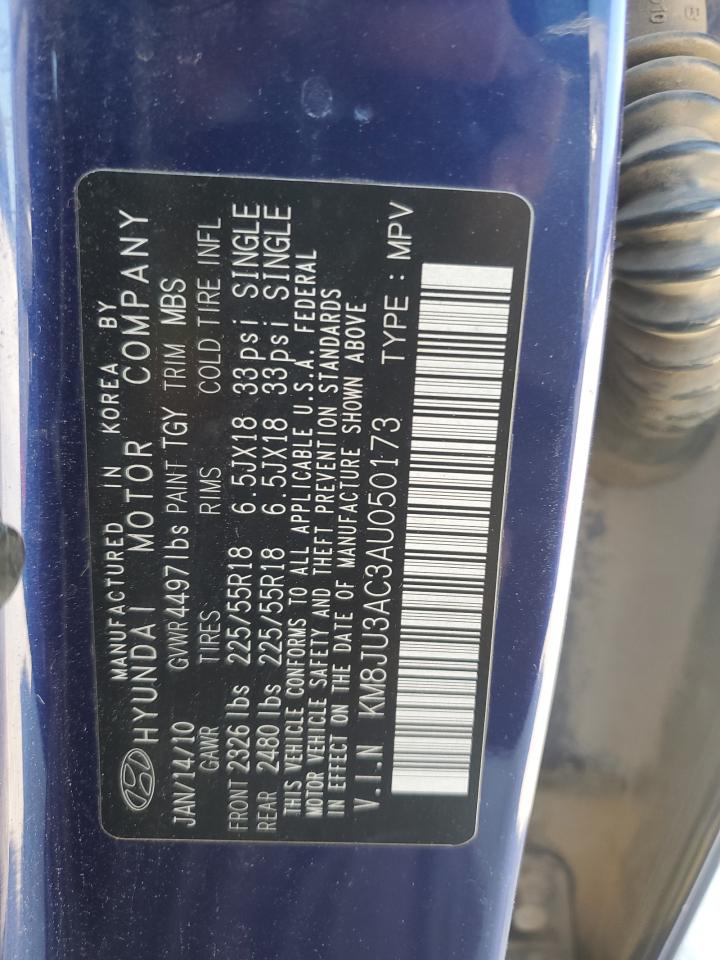 MANUFACTURED IN KOREA BY
HYUNDAI MOTOR COMPANY
JAN/14/10 GVWR 4497lbs PAINT TGY TRIM MBS
GAWR TIRES RIMS COLD TIRE INFL
FRONT 2326 lbs 225/55R18 6.5JX18 33psi SINGLE
REAR 2480 lbs 225/55R18 6.5JX18 33psi SINGLE
THIS VEHICLE CONFORMS TO ALL APPLICABLE U.S.A. FEDERAL
MOTOR VEHICLE SAFETY AND THEFT PREVENTION STANDARDS
IN EFFECT ON THE DATE OF MANUFACTURE SHOWN ABOVE
V.I.N KM8JU3AC3AU050173 TYPE : MPV